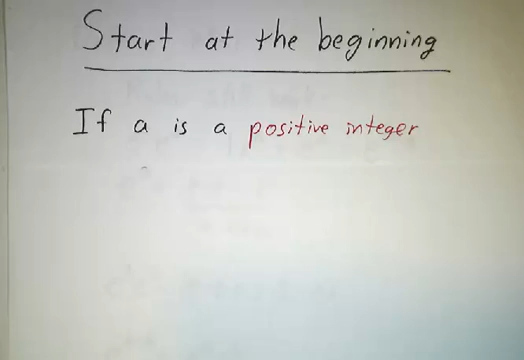 Start at the beginning
If a is a positive integer